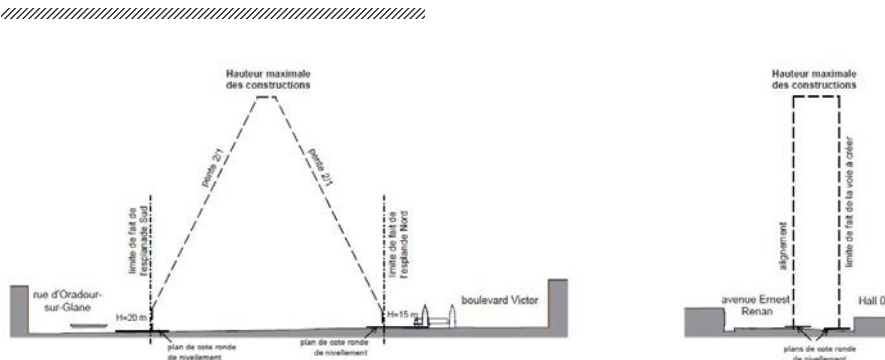 Hauteur maximale
des constructions
pente 2/1
pente 2/1
limite de fait de
l'esplanade Sud
limite de fait de
l'esplande Nord
rue d'Oradour-
sur-Glane
H=20 m
H=15 m
boulevard Victor
plan de cote ronde
de nivellement
plan de cote ronde
de nivellement
Hauteur maximale
des constructions
alignement
limite de fait de la voie à créer
avenue Ernest
Renan
Hall 0
plans de cote ronde
de nivellement